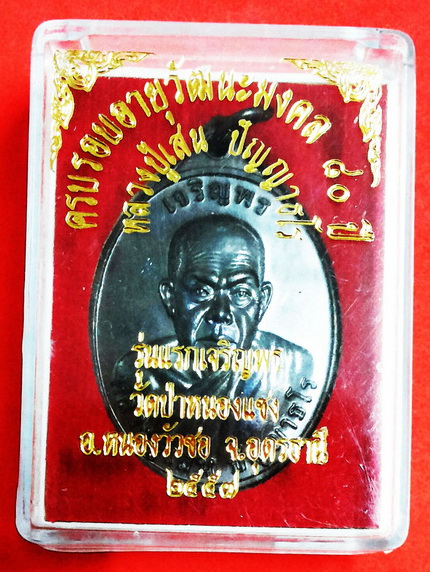 ครบรอบอายุวัฒนะมงคล ๙๐ ปี
หลวงปู่เสน ปัญญาธโร
เจริญพร
รุ่นแรกเจริญพร
วัดป่าหนองแซง
อ.หนองวัวซอ จ.อุดรธานี
๒๕๕๗